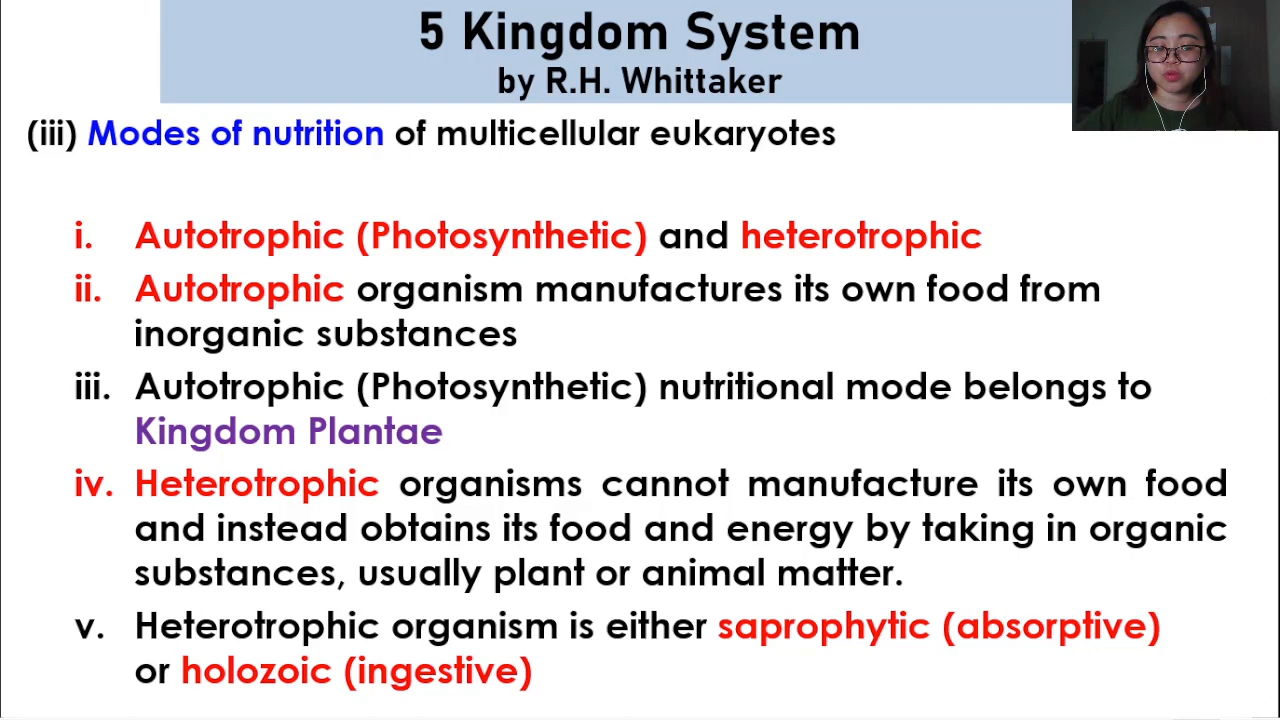 5 Kingdom System
by R.H. Whittaker
(iii) Modes of nutrition of multicellular eukaryotes
i. Autotrophic (Photosynthetic) and heterotrophic
ii. Autotrophic organism manufactures its own food from
inorganic substances
iii. Autotrophic (Photosynthetic) nutritional mode belongs to
Kingdom Plantae
iv. Heterotrophic organisms cannot manufacture its own food
and instead obtains its food and energy by taking in organic
substances, usually plant or animal matter.
v. Heterotrophic organism is either saprophytic (absorptive)
or holozoic (ingestive)